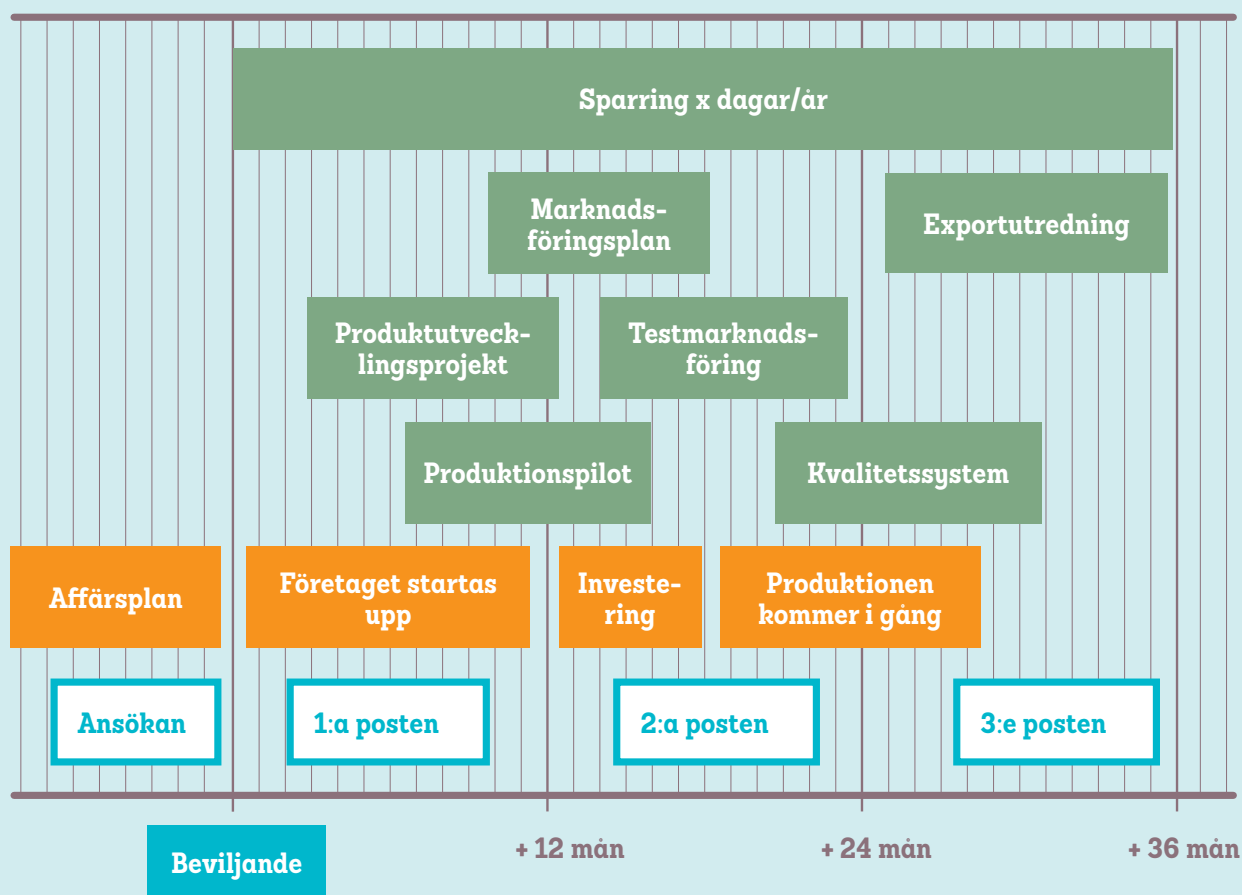 Sparring x dagar/år
Marknads-
föringsplan
Exportutredning
Produktutveck-
lingsprojekt
Testmarknads-
föring
Produktionspilot
Kvalitetssystem
Affärsplan
Företaget startas
upp
Investe-
ring
Produktionen
kommer i gång
Ansökan
1:a posten
2:a posten
3:e posten
Beviljande
+ 12 mån
+ 24 mån
+ 36 mån